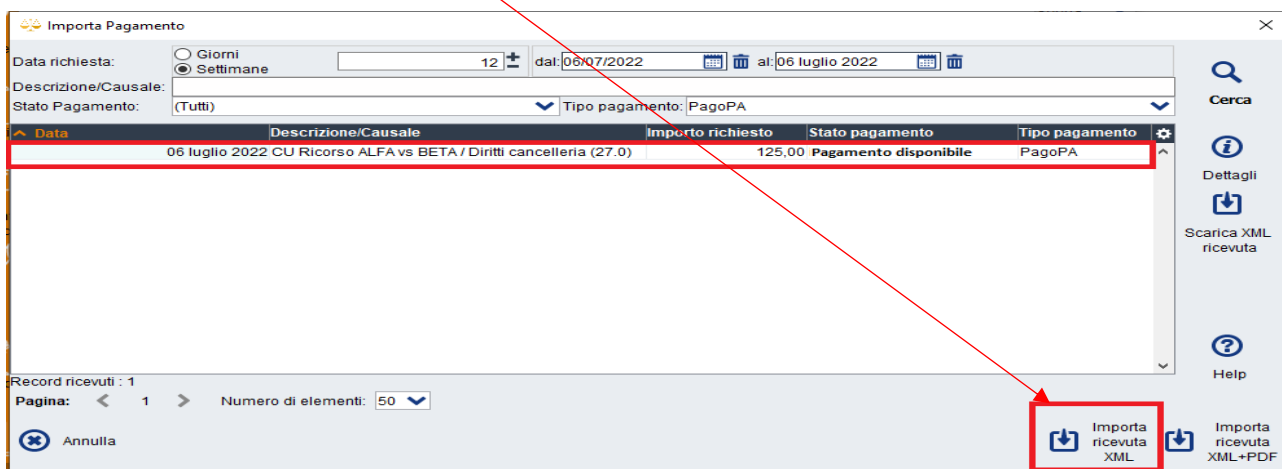 Importa Pagamento
Data richiesta:
Giorni
Settimane
12
dal: 06/07/2022
al: 06 luglio 2022
Descrizione/Causale:
Stato Pagamento: (Tutti)
Tipo pagamento: PagoPA
Data Descrizione/Causale Importo richiesto Stato pagamento Tipo pagamento
06 luglio 2022 CU Ricorso ALFA vs BETA / Diritti cancelleria (27.0) 125,00 Pagamento disponibile PagoPA
Cerca
Dettagli
Scarica XML
ricevuta
Help
Record ricevuti : 1
Pagina: < 1 > Numero di elementi: 50
Annulla
Importa
ricevuta
XML
Importa
ricevuta
XML+PDF